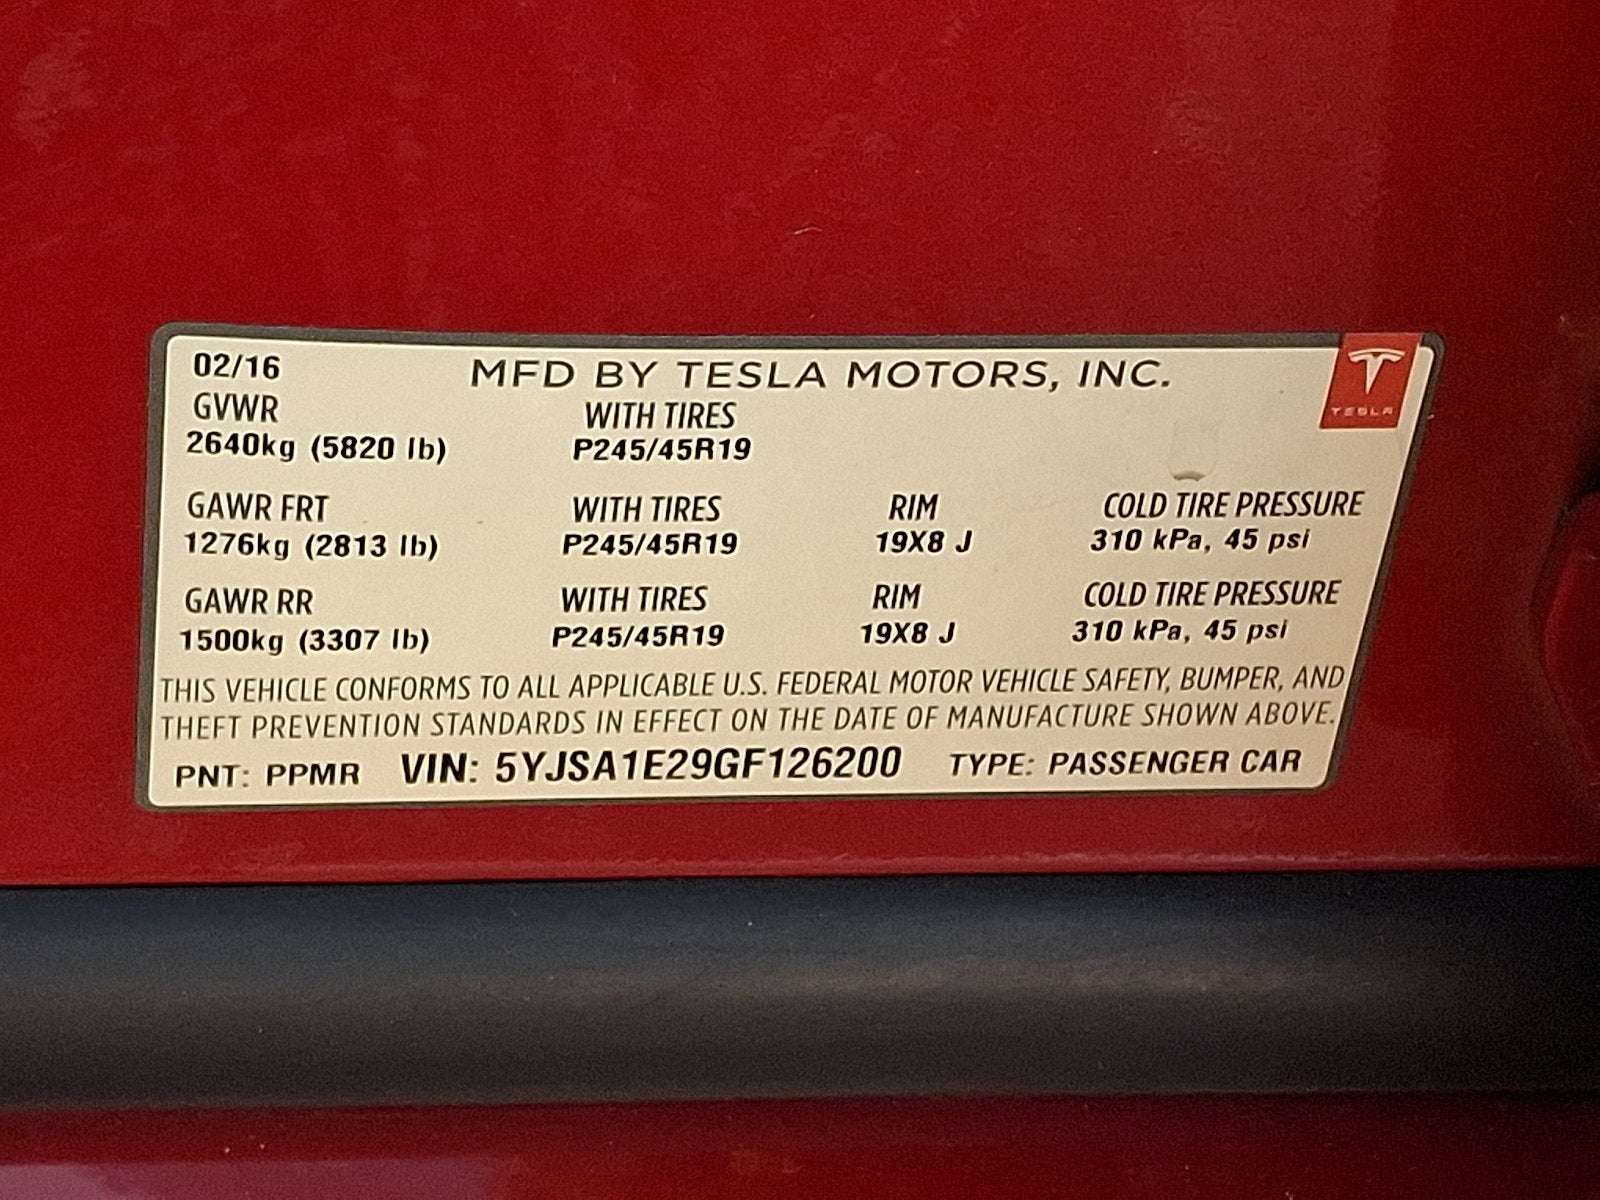 02/16 MFD BY TESLA MOTORS, INC.
TESLA
GVWR WITH TIRES
2640kg (5820 lb) P245/45R19
GAWR FRT WITH TIRES RIM COLD TIRE PRESSURE
1276kg (2813 lb) P245/45R19 19X8 J 310 kPa, 45 psi
GAWR RR WITH TIRES RIM COLD TIRE PRESSURE
1500kg (3307 lb) P245/45R19 19X8 J 310 kPa, 45 psi
THIS VEHICLE CONFORMS TO ALL APPLICABLE U.S. FEDERAL MOTOR VEHICLE SAFETY, BUMPER, AND
THEFT PREVENTION STANDARDS IN EFFECT ON THE DATE OF MANUFACTURE SHOWN ABOVE.
PNT: PPMR VIN: 5YJSA1E29GF126200 TYPE: PASSENGER CAR